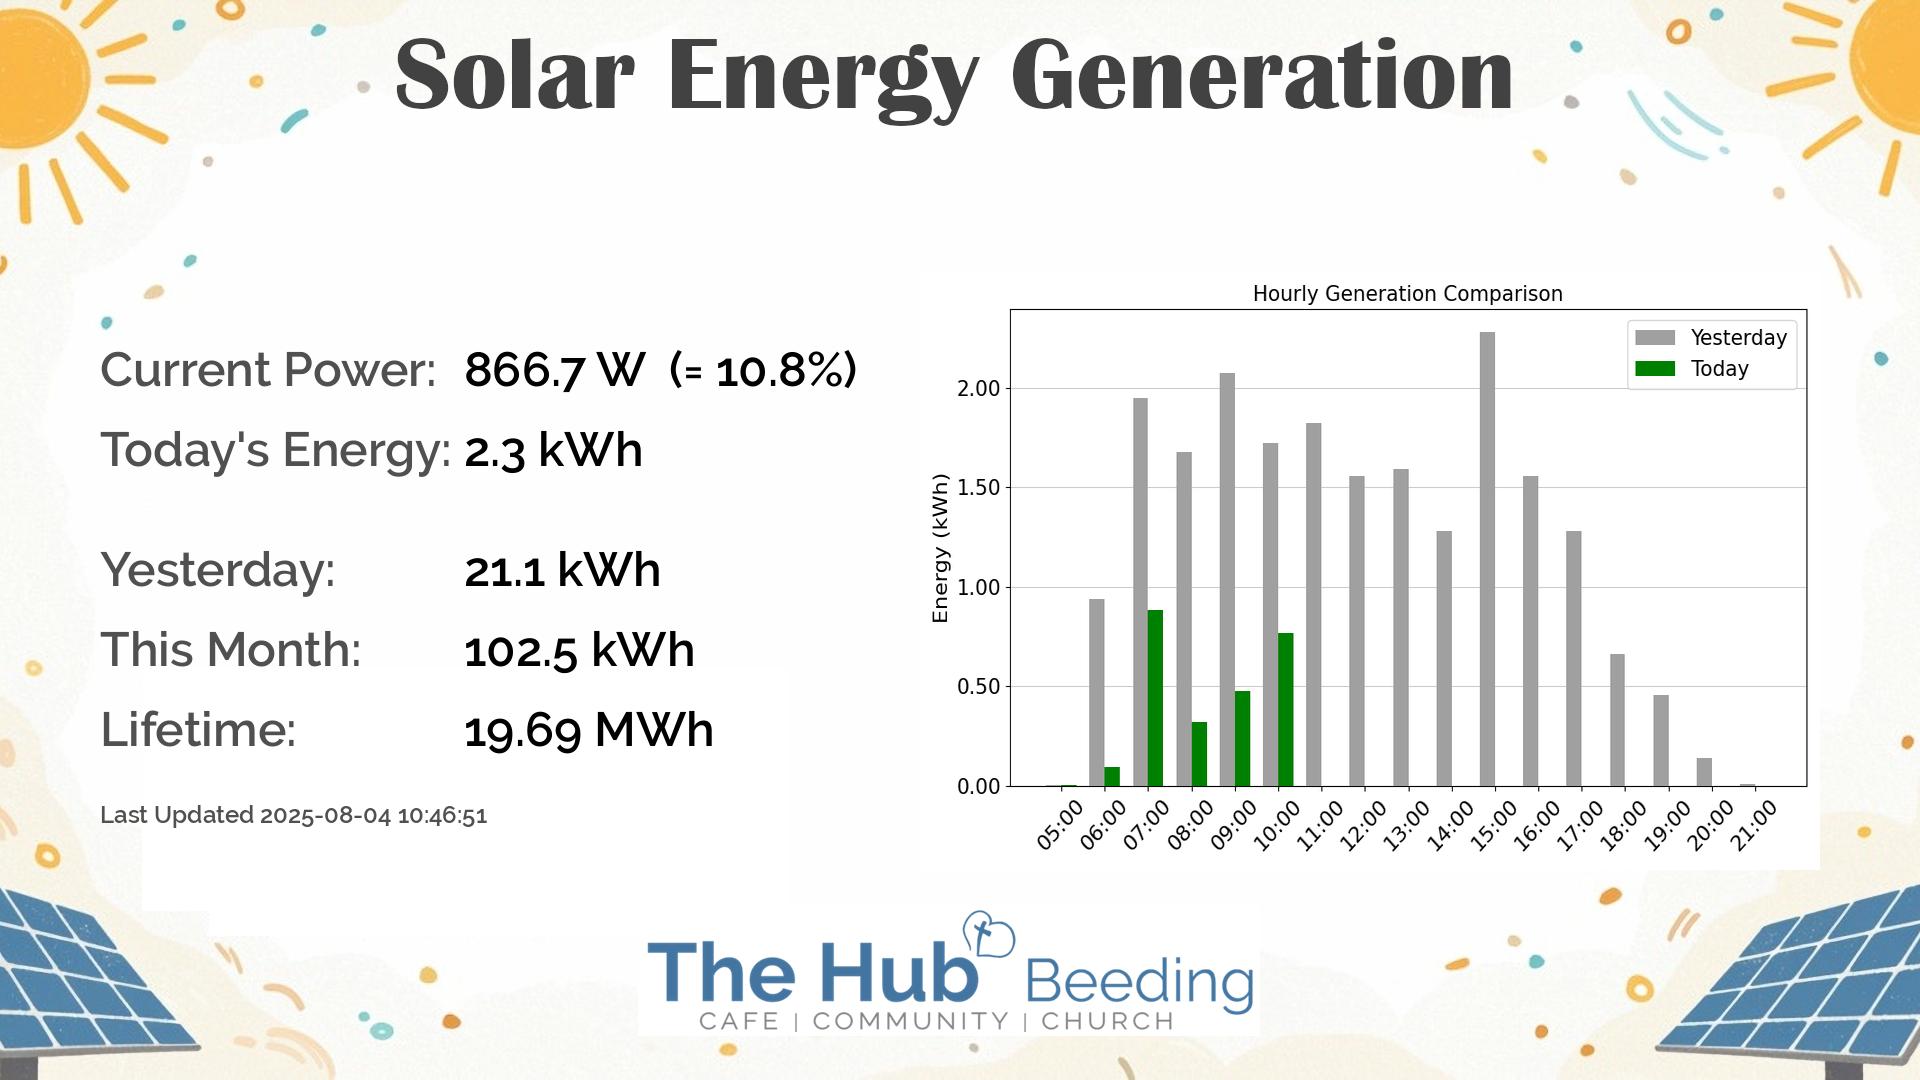 Solar Energy Generation
Current Power: 866.7 W (= 10.8%)
Today's Energy: 2.3 kWh
Yesterday: 21.1 kWh
This Month: 102.5 kWh
Lifetime: 19.69 MWh
Last Updated 2025-08-04 10:46:51
Hourly Generation Comparison
Yesterday
Today
Energy (kWh)
2.00
1.50
1.00
0.50
0.00
05:00 06:00 07:00 08:00 09:00 10:00 11:00 12:00 13:00 14:00 15:00 16:00 17:00 18:00 19:00 20:00 21:00
The Hub Beeding
CAFE | COMMUNITY | CHURCH